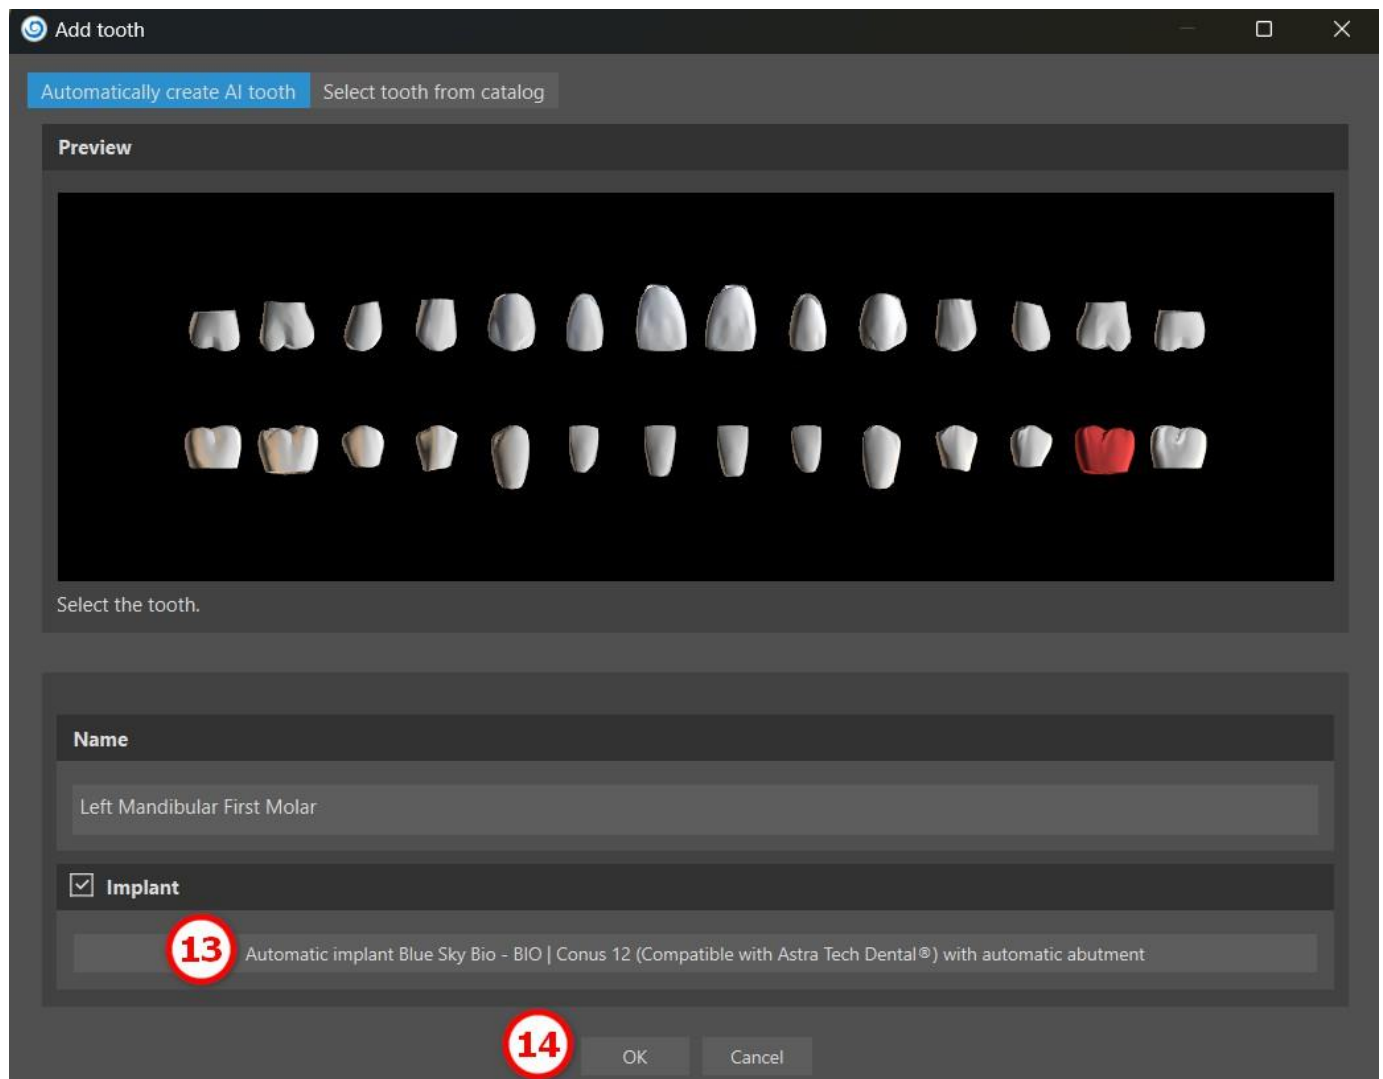 Add tooth
Automatically create AI tooth Select tooth from catalog
Preview
Select the tooth.
Name
Left Mandibular First Molar
Implant
13 Automatic implant Blue Sky Bio - BIO | Conus 12 (Compatible with Astra Tech Dental®) with automatic abutment
14 OK Cancel